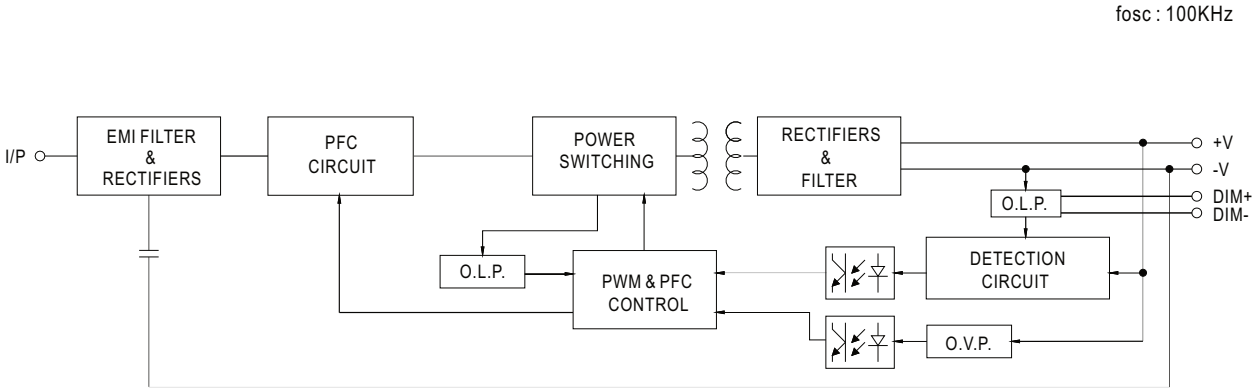 fosc : 100KHz
I/P
EMI FILTER
&
RECTIFIERS
PFC
CIRCUIT
POWER
SWITCHING
RECTIFIERS
&
FILTER
+V
-V
DIM+
DIM-
O.L.P.
O.L.P.
PWM & PFC
CONTROL
DETECTION
CIRCUIT
O.V.P.